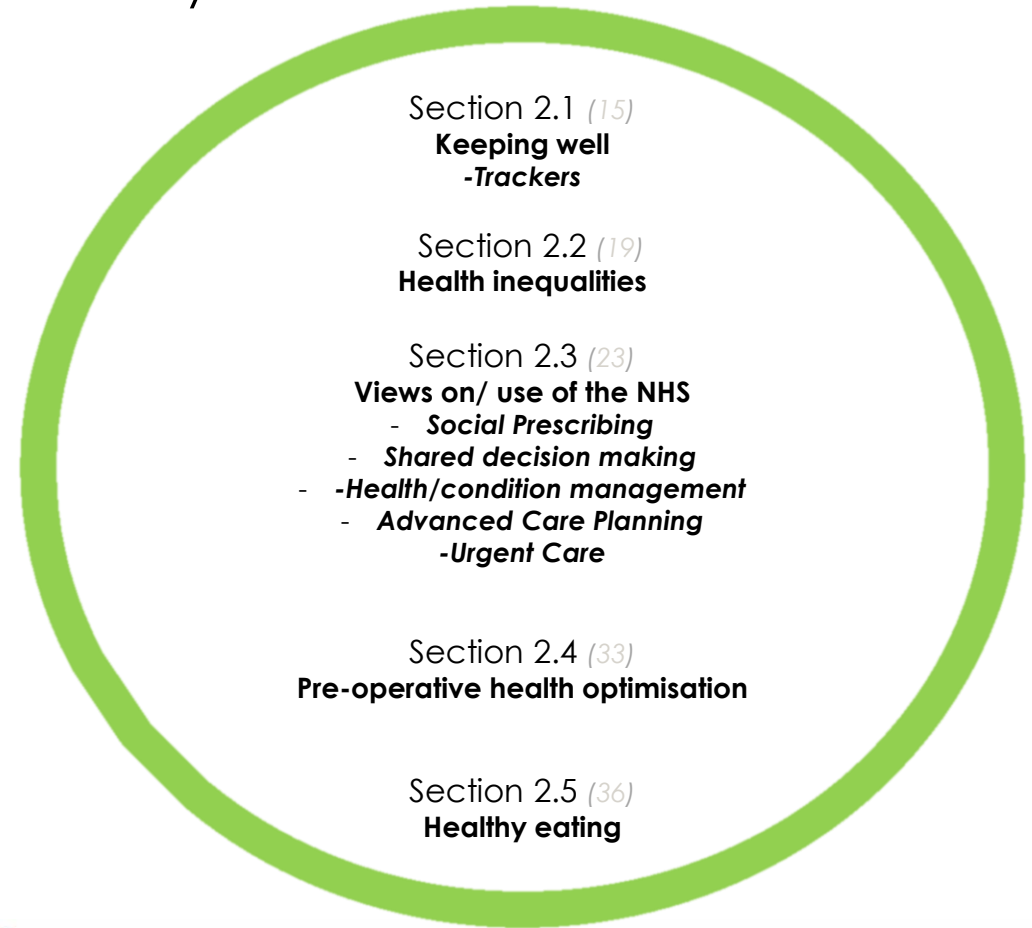 Section 2.1 (15)
Keeping well
-Trackers
Section 2.2 (19)
Health inequalities
Section 2.3 (23)
Views on/ use of the NHS
- Social Prescribing
- Shared decision making
- -Health/condition management
- Advanced Care Planning
-Urgent Care
Section 2.4 (33)
Pre-operative health optimisation
Section 2.5 (36)
Healthy eating